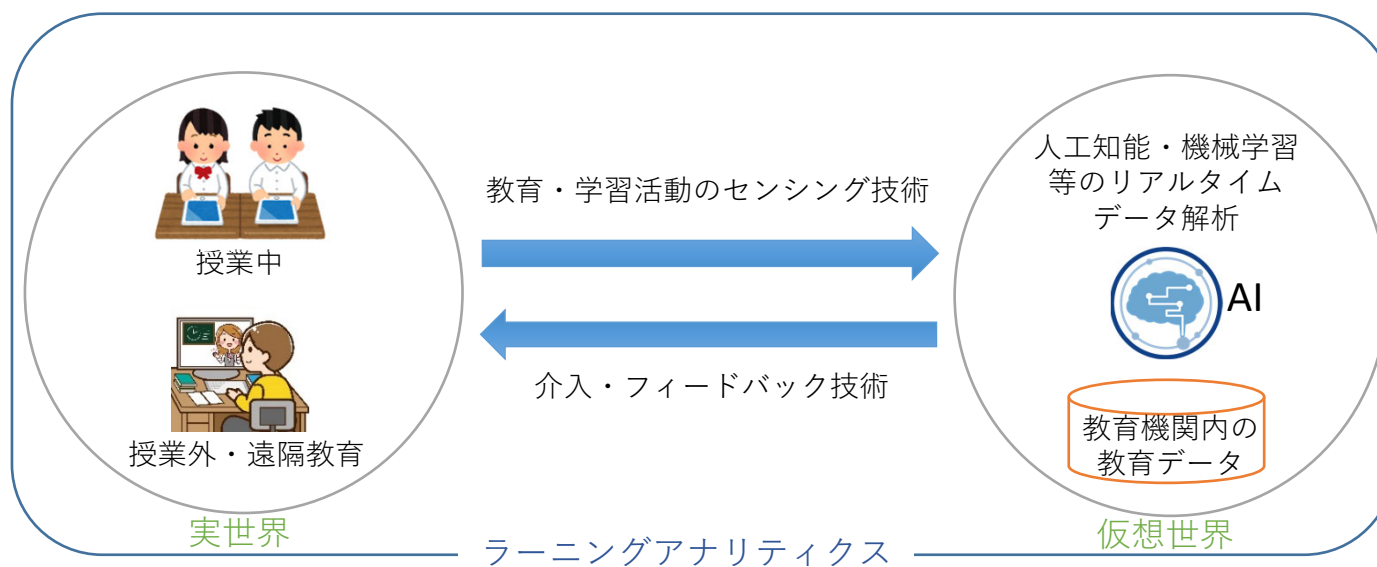 授業中
授業外・遠隔教育
実世界
教育・学習活動のセンシング技術
介入・フィードバック技術
人工知能・機械学習
等のリアルタイム
データ解析
AI
教育機関内の
教育データ
仮想世界
ラーニングアナリティクス